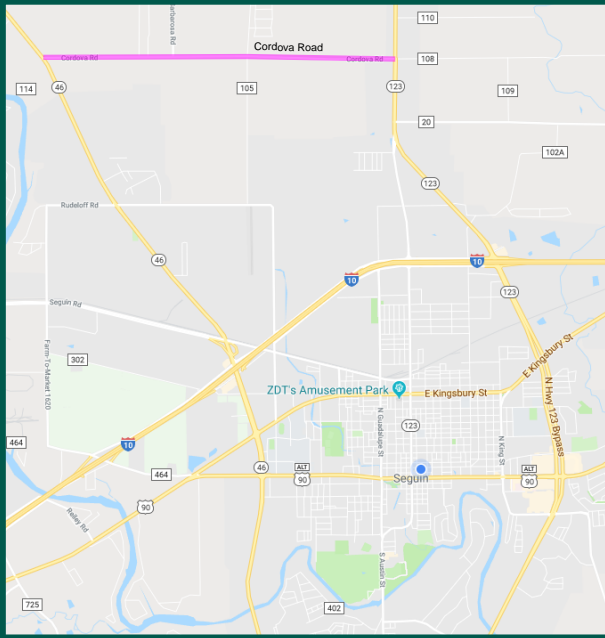 110
Barbarosa Rd
Cordova Road
Cordova Rd
Cordova Rd
108
114
46
105
123
109
20
102A
123
Rudeloff Rd
46
10
10
123
Seguin Rd
Farm-To-Market 1620
302
E Kingsbury St
ZDT's Amusement Park
E Kingsbury St
N Guadalupe St
N Hwy 123 Bypass
123
N King St
464
10
464
46
ALT
90
Seguin
ALT
90
90
Relley Rd
S Austin St
725
402